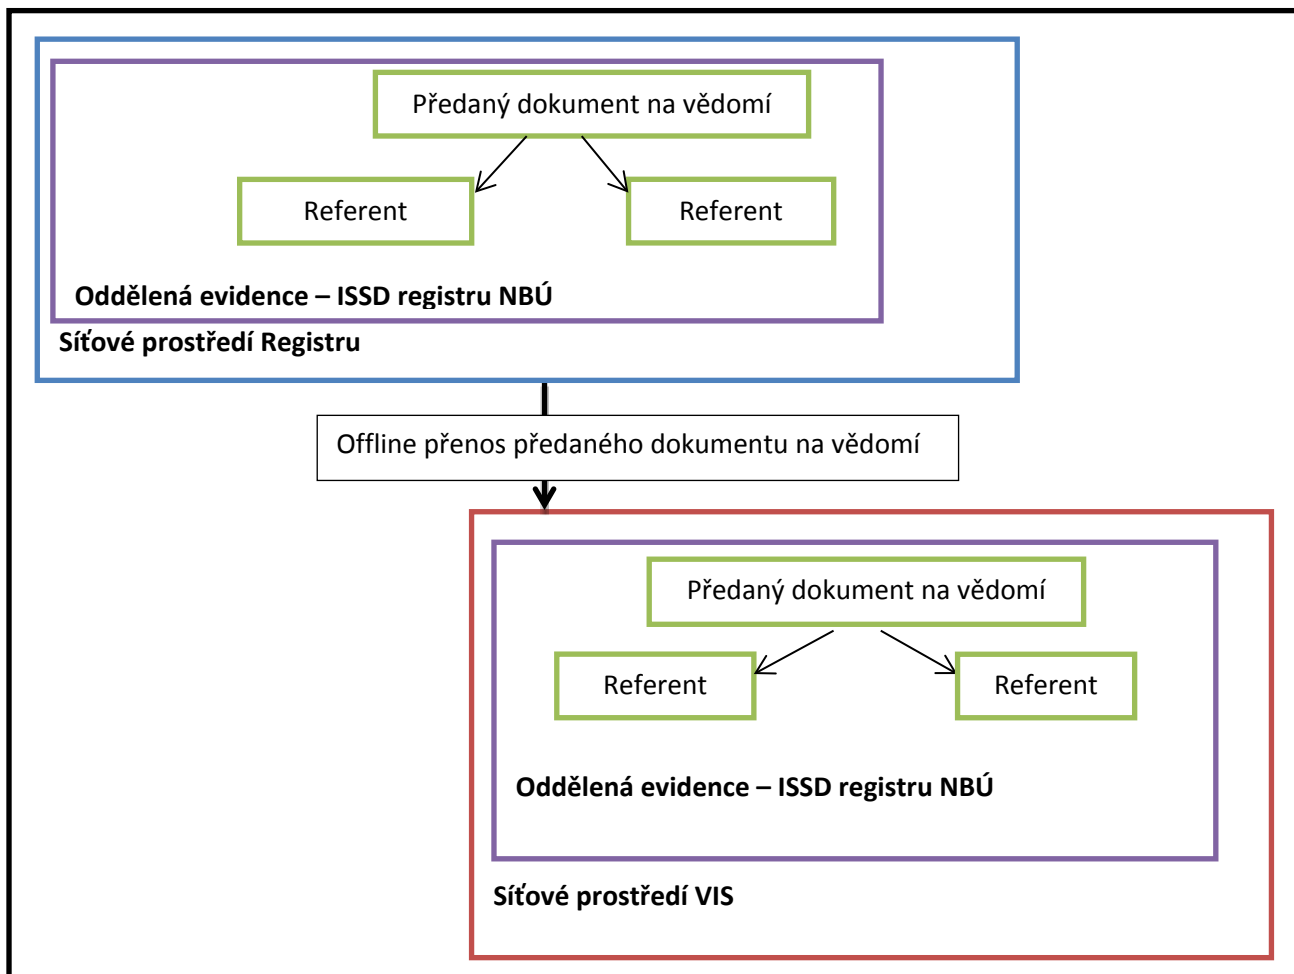 Předaný dokument na vědomí
Referent
Referent
Oddělená evidence – ISSD registru NBÚ
Síťové prostředí Registru
Offline přenos předaného dokumentu na vědomí
Předaný dokument na vědomí
Referent
Referent
Oddělená evidence – ISSD registru NBÚ
Síťové prostředí VIS